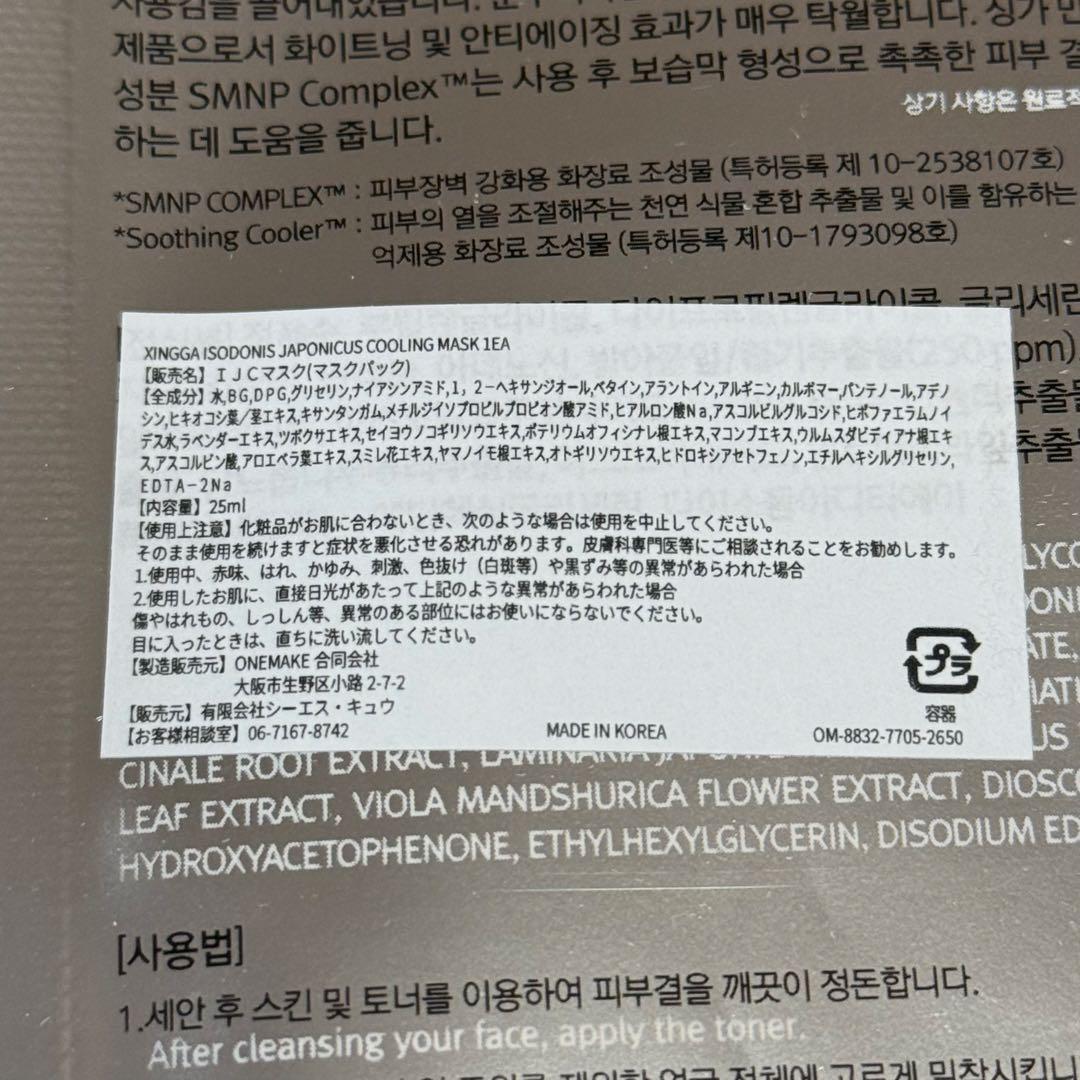 제품으로서 화이트닝 및 안티에이징 효과가 매우 탁월합니다. 싱가
성분 SMNP Complex™는 사용 후 보습막 형성으로 촉촉한 피부
상기 사항은 원료적
하는 데 도움을 줍니다.
*SMNP COMPLEX™ : 피부장벽 강화용 화장료 조성물 (특허등록 제 10-2538107호)
*Soothing Cooler™ : 피부의 열을 조절해주는 천연 식물 혼합 추출물 및 이를 함유하는
억제용 화장료 조성물 (특허등록 제10-1793098호)
글리세린
ppm)
추출물
추출물
XINGGA ISODONIS JAPONICUS COOLING MASK 1EA
【販売名】ＩＪＣマスク(マスクパック)
【全成分】水,BG,DPG,グリセリン,ナイアシンアミド,1，2－ヘキサンジオール,ベタイン,アラントイン,アルギニン,カルボマー,パンテノール,アデノ
シン,ヒキオコシ葉/茎エキス,キサンタンガム,メチルジイソプロピルプロピオン酸アミド,ヒアルロン酸Na,アスコルビルグルコシド,ヒポファエラムノイ
デス水,ラベンダーエキス,ツボクサエキス,セイヨウノコギリソウエキス,ポテリウムオフィシナレ根エキス,マコンブエキス,ウルムスダビディアナ根エキ
ス,アスコルビン酸,アロエベラ葉エキス,スミレ花エキス,ヤマノイモ根エキス,オトギリソウエキス,ヒドロキシアセトフェノン,エチルヘキシルグリセリン,
EDTA－2Na
【内容量】25ml
【使用上注意】化粧品がお肌に合わないとき、次のような場合は使用を中止してください。
そのまま使用を続けますと症状を悪化させる恐れがあります。皮膚科専門医等にご相談されることをお勧めします。
1.使用中、赤味、はれ、かゆみ、刺激、色抜け（白斑等）や黒ずみ等の異常があらわれた場合
2.使用したお肌に、直接日光があたって上記のような異常があらわれた場合
傷やはれもの、しっしん等、異常のある部位にはお使いにならないでください。
目に入ったときは、直ちに洗い流してください。
【製造販売元】ONEMAKE 合同会社
大阪市生野区小路 2-7-2
【販売元】有限会社シーエス・キュウ
【お客様相談室】06-7167-8742
MADE IN KOREA
プラ
容器
OM-8832-7705-2650
CINALE ROOT EXTRACT,
LEAF EXTRACT, VIOLA MANDSHURICA FLOWER EXTRACT, DIOSCO
HYDROXYACETOPHENONE, ETHYLHEXYLGLYCERIN, DISODIUM ED
[사용법]
1.세안 후 스킨 및 토너를 이용하여 피부결을 깨끗이 정돈합니다.
After cleansing your face, apply the toner.